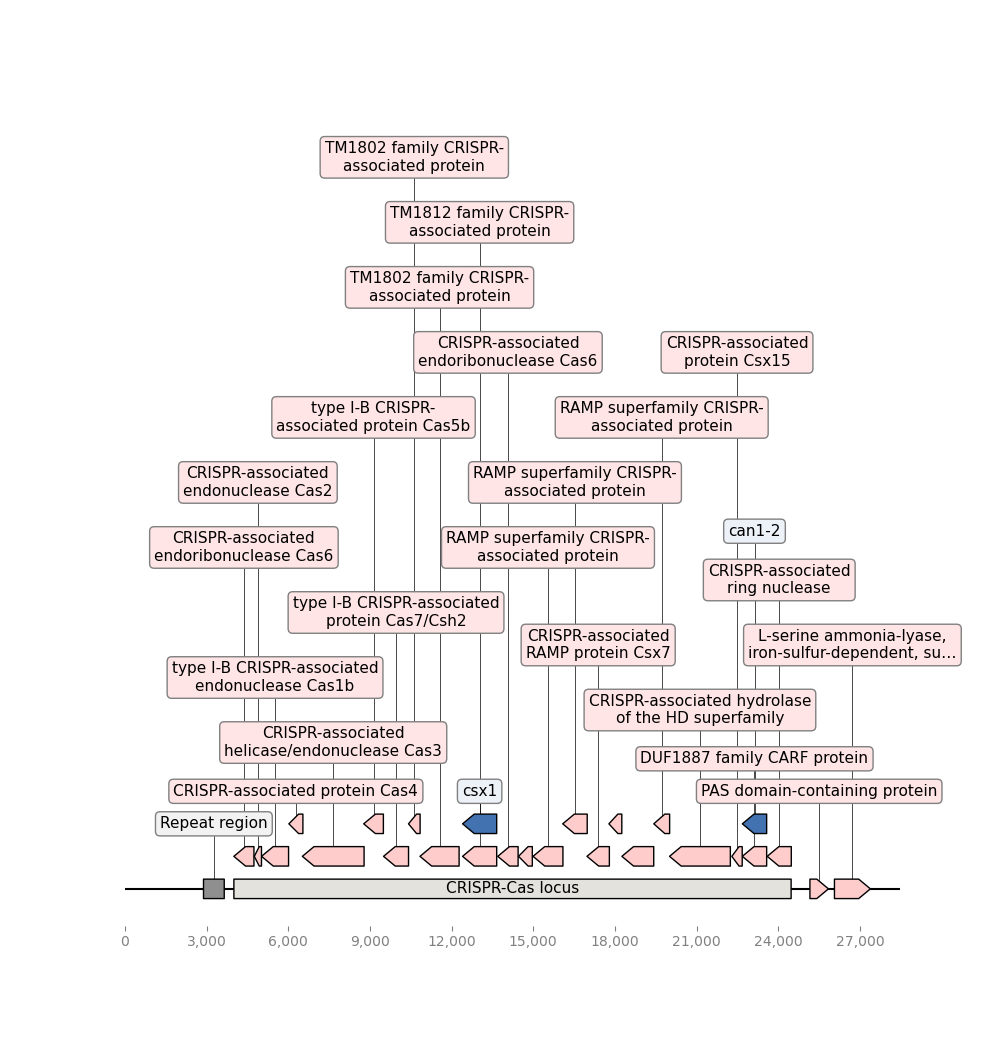 TM1802 family CRISPR-
associated protein
TM1812 family CRISPR-
associated protein
TM1802 family CRISPR-
associated protein
CRISPR-associated
endoribonuclease Cas6
CRISPR-associated
protein Csx15
type I-B CRISPR-
associated protein Cas5b
RAMP superfamily CRISPR-
associated protein
CRISPR-associated
endonuclease Cas2
RAMP superfamily CRISPR-
associated protein
can1-2
CRISPR-associated
endoribonuclease Cas6
RAMP superfamily CRISPR-
associated protein
CRISPR-associated
ring nuclease
type I-B CRISPR-associated
protein Cas7/Csh2
CRISPR-associated
RAMP protein Csx7
L-serine ammonia-lyase,
iron-sulfur-dependent, su...
type I-B CRISPR-associated
endonuclease Cas1b
CRISPR-associated hydrolase
of the HD superfamily
CRISPR-associated
helicase/endonuclease Cas3
DUF1887 family CARF protein
CRISPR-associated protein Cas4
csx1
PAS domain-containing protein
Repeat region
CRISPR-Cas locus
0 3,000 6,000 9,000 12,000 15,000 18,000 21,000 24,000 27,000